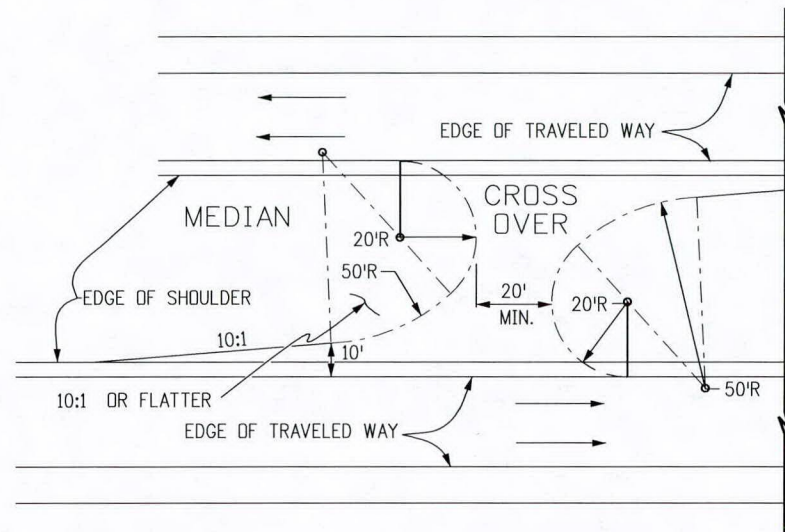 EDGE OF TRAVELED WAY
MEDIAN
CROSS
OVER
20'R
50'R
EDGE OF SHOULDER
20'
MIN.
20'R
10:1
10'
50'R
10:1 OR FLATTER
EDGE OF TRAVELED WAY